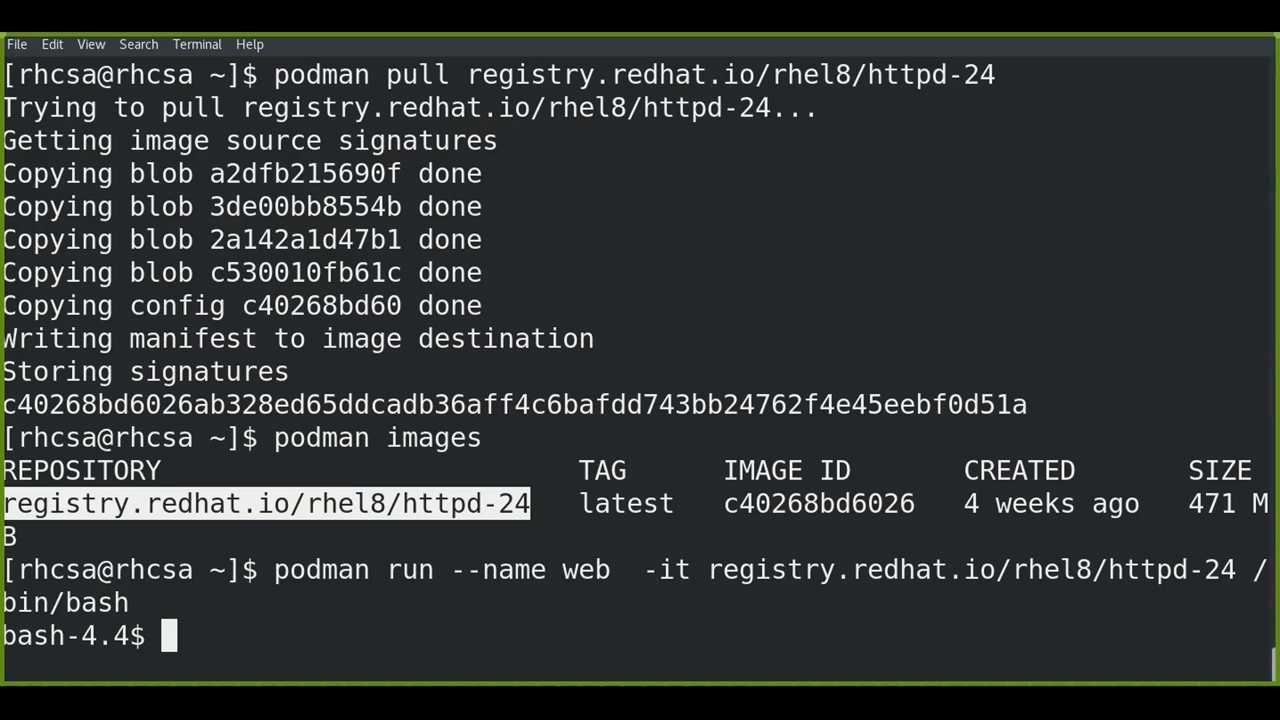 File Edit View Search Terminal Help
[rhcsa@rhcsa ~]$ podman pull registry.redhat.io/rhel8/httpd-24
Trying to pull registry.redhat.io/rhel8/httpd-24...
Getting image source signatures
Copying blob a2dfb215690f done
Copying blob 3de00bb8554b done
Copying blob 2a142a1d47b1 done
Copying blob c530010fb61c done
Copying config c40268bd60 done
Writing manifest to image destination
Storing signatures
c40268bd6026ab328ed65ddcadb36aff4c6bafdd743bb24762f4e45eebf0d51a
[rhcsa@rhcsa ~]$ podman images
REPOSITORY TAG IMAGE ID CREATED SIZE
registry.redhat.io/rhel8/httpd-24 latest c40268bd6026 4 weeks ago 471 M
B
[rhcsa@rhcsa ~]$ podman run --name web  -it registry.redhat.io/rhel8/httpd-24 /
bin/bash
bash-4.4$